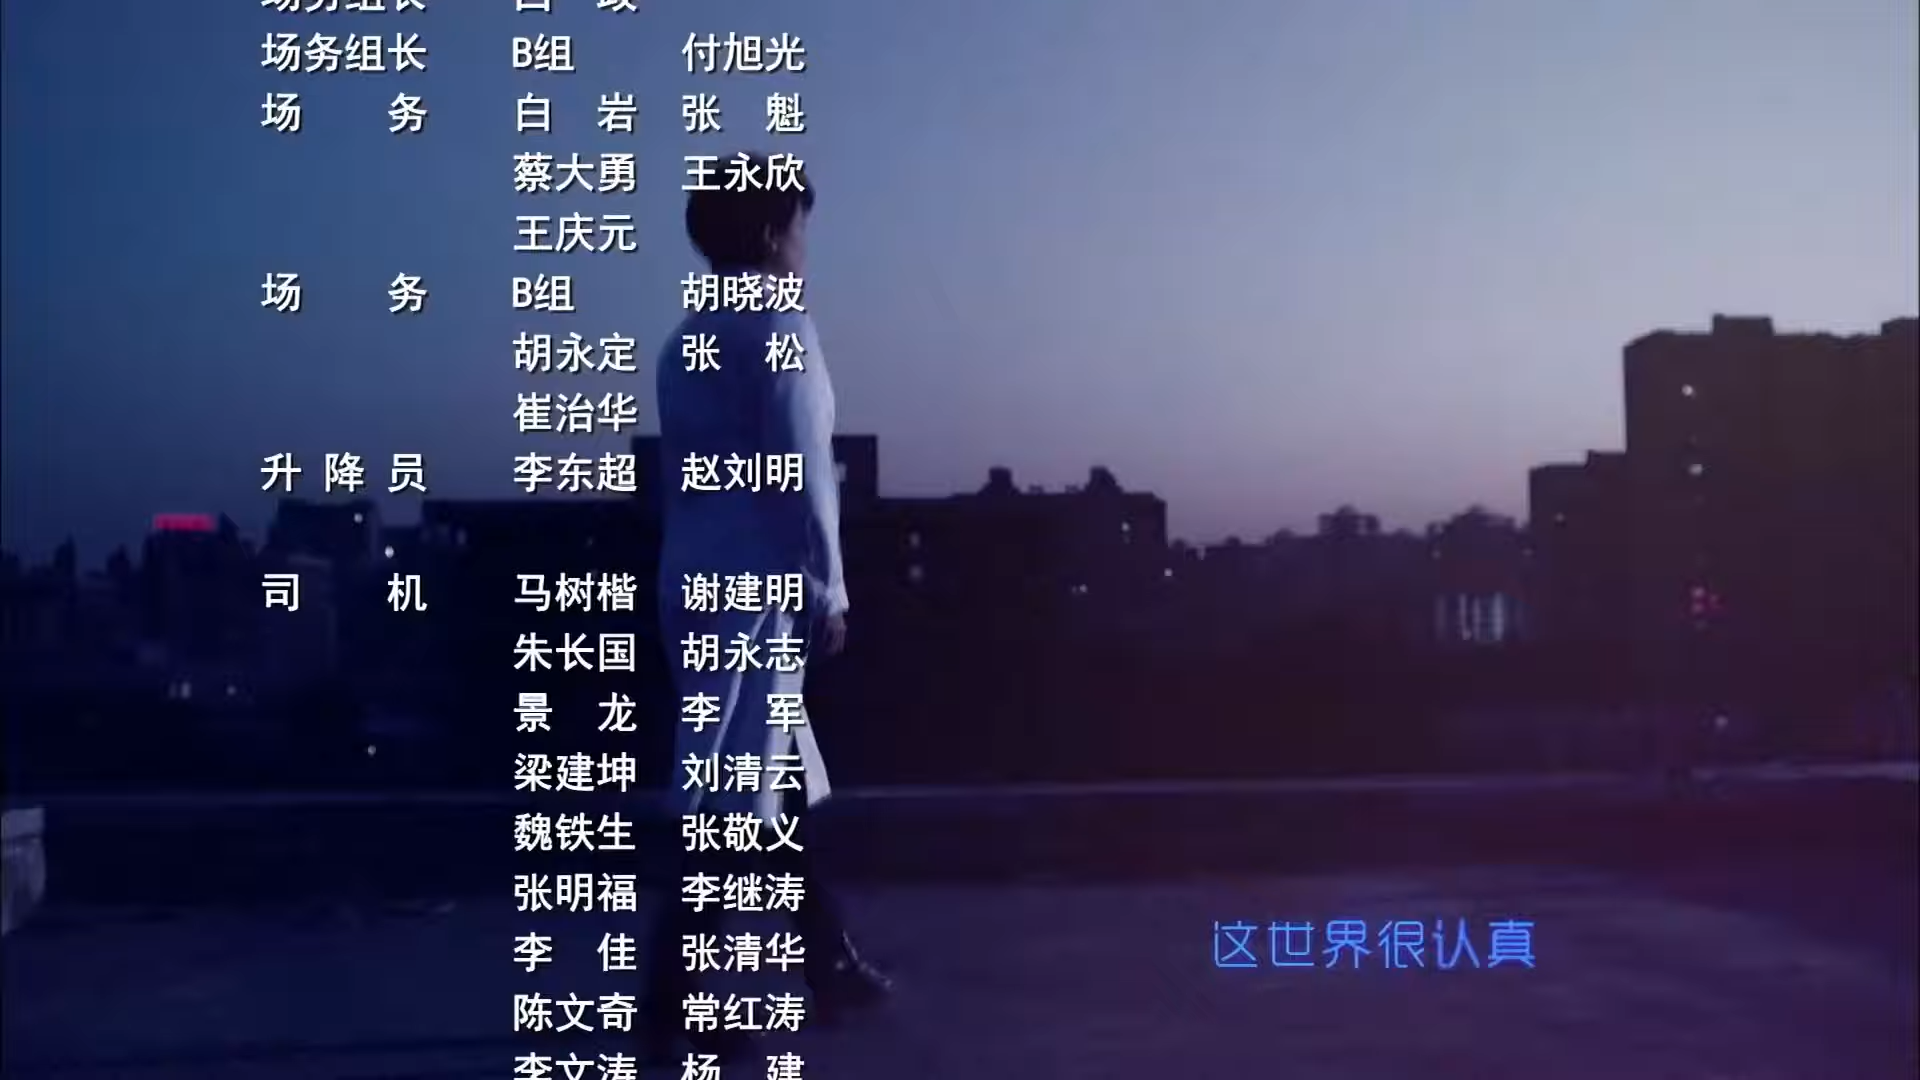 场务组长 B组 付旭光
场 务 白 岩 张 魁
蔡大勇 王永欣
王庆元
场 务 B组 胡晓波
胡永定 张 松
崔治华
升 降 员 李东超 赵刘明
司 机 马树楷 谢建明
朱长国 胡永志
景 龙 李 军
梁建坤 刘清云
魏铁生 张敬义
张明福 李继涛
李 佳 张清华
这世界很认真
陈文奇 常红涛
李文涛 杨 建